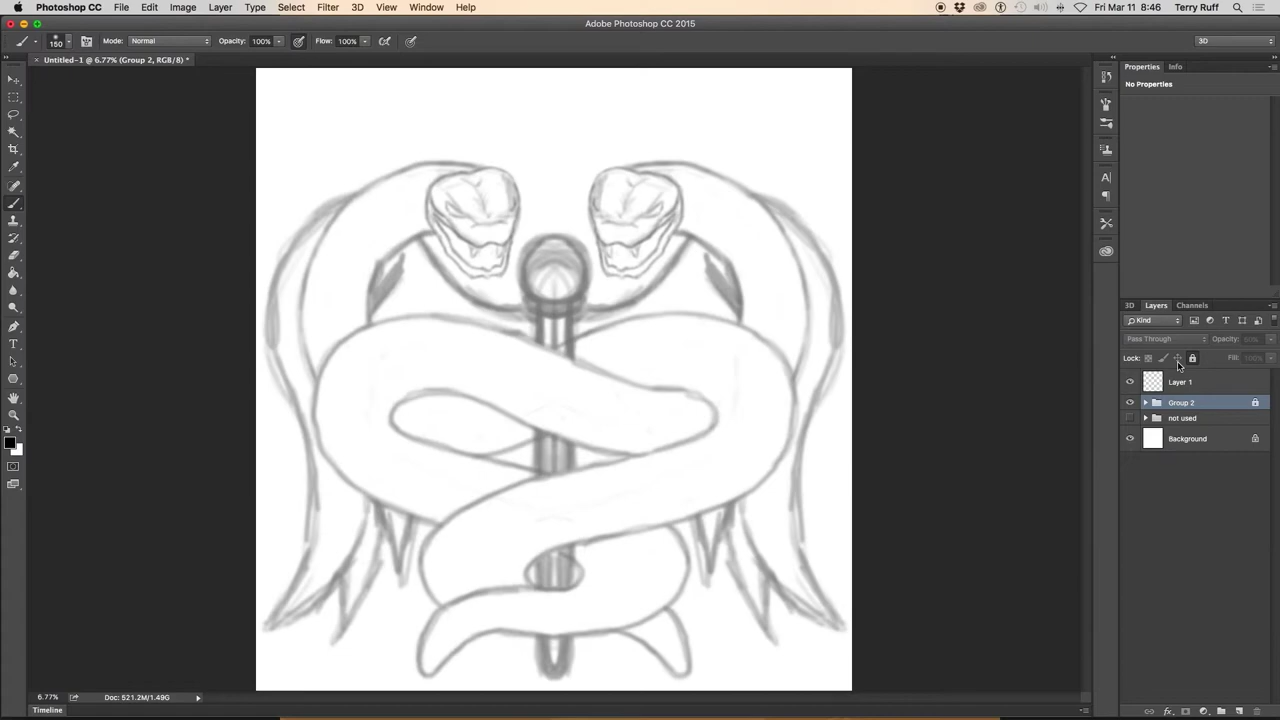 Photoshop CC File Edit Image Layer Type Select Filter 3D View Window Help Fri Mar 11 8:46 Terry Ruff
Adobe Photoshop CC 2015
150 Mode: Normal Opacity: 100% Flow: 100% 3D
Untitled-1 @ 6.77% (Group 2, RGB/8) *
Properties Info
No Properties
3D Layers Channels
Kind
Pass Through Opacity: 60%
Lock: Fill: 100%
Layer 1
Group 2
not used
Background
6.77% Doc: 521.2M/1.49G
Timeline